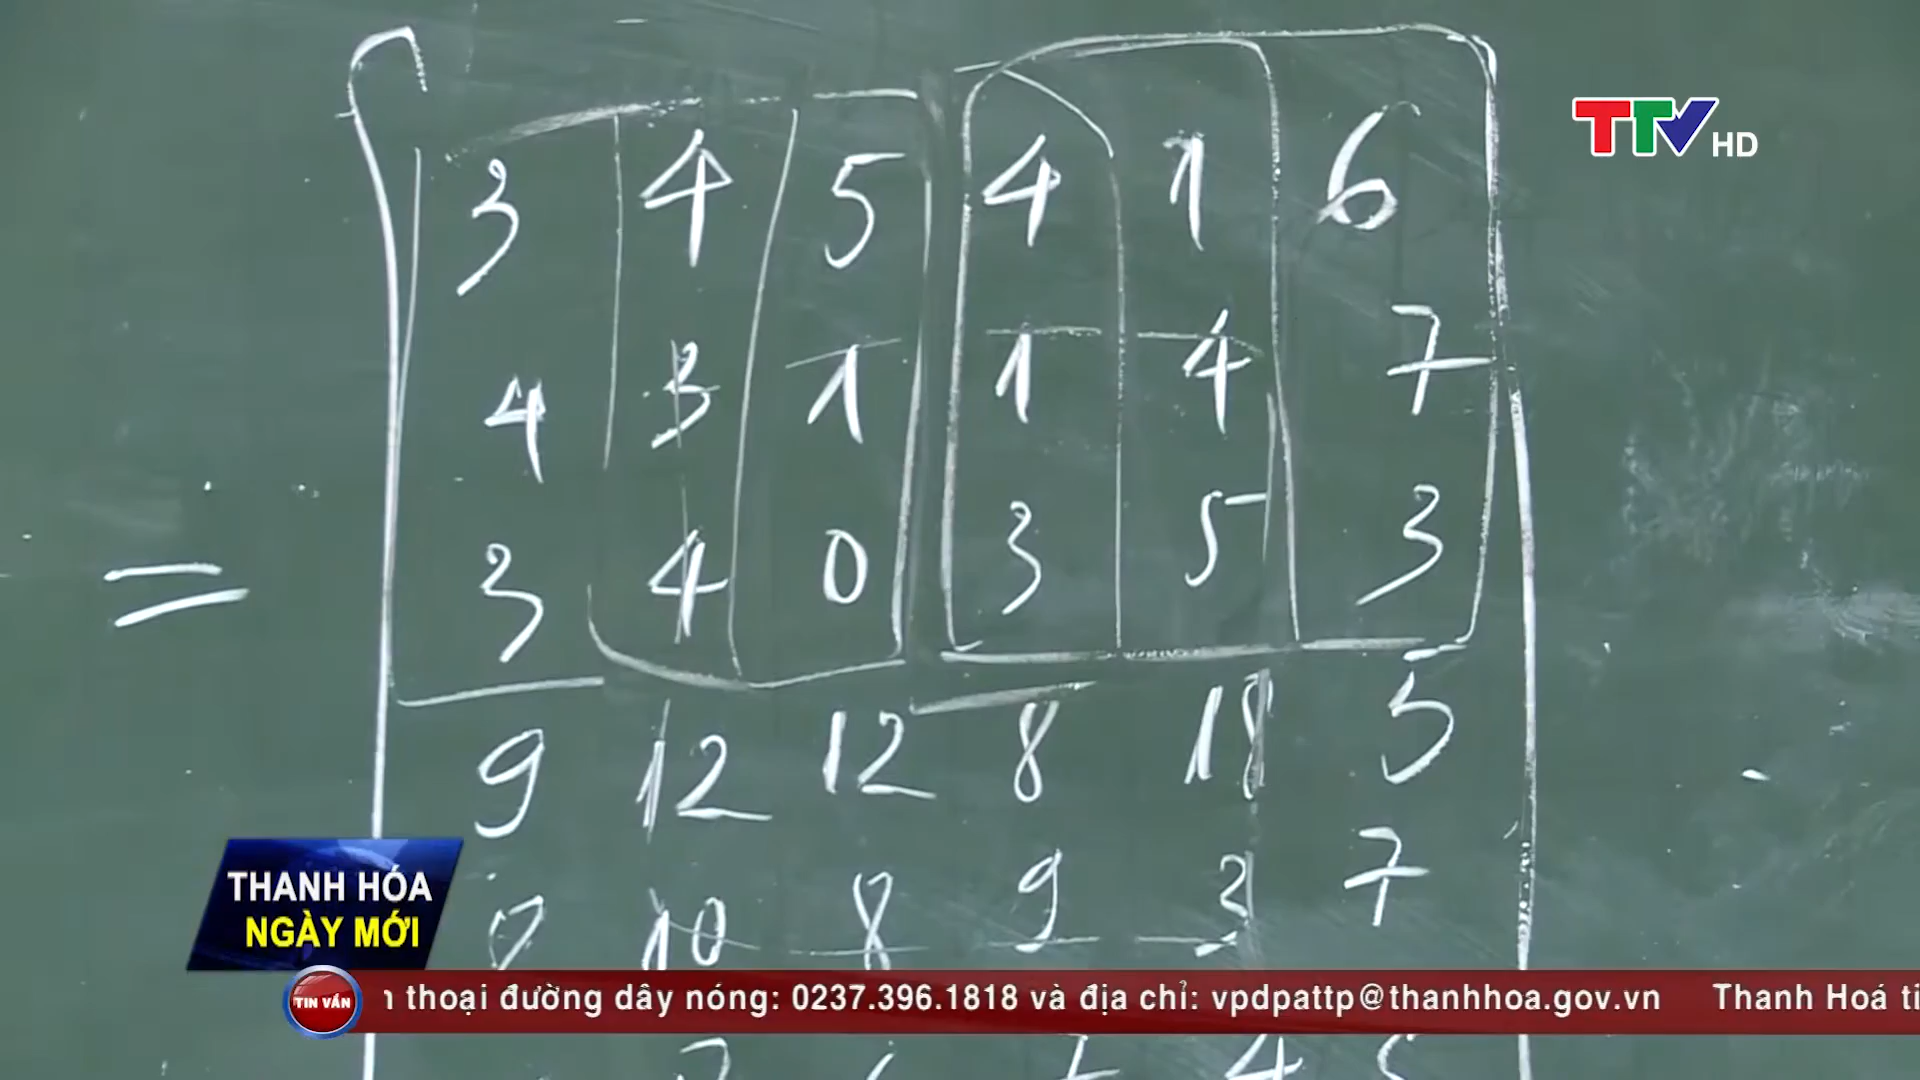 TTV HD
3 4 5 4 1 6
4 3 1 1 4 7
3 4 0 3 5 3
=
9 12 12 8 18 5
0 10 8 9 3 7
THANH HÓA
NGÀY MỚI
TIN VẮN
thoại đường dây nóng: 0237.396.1818 và địa chỉ: vpdpattp@thanhhoa.gov.vn Thanh Hoá